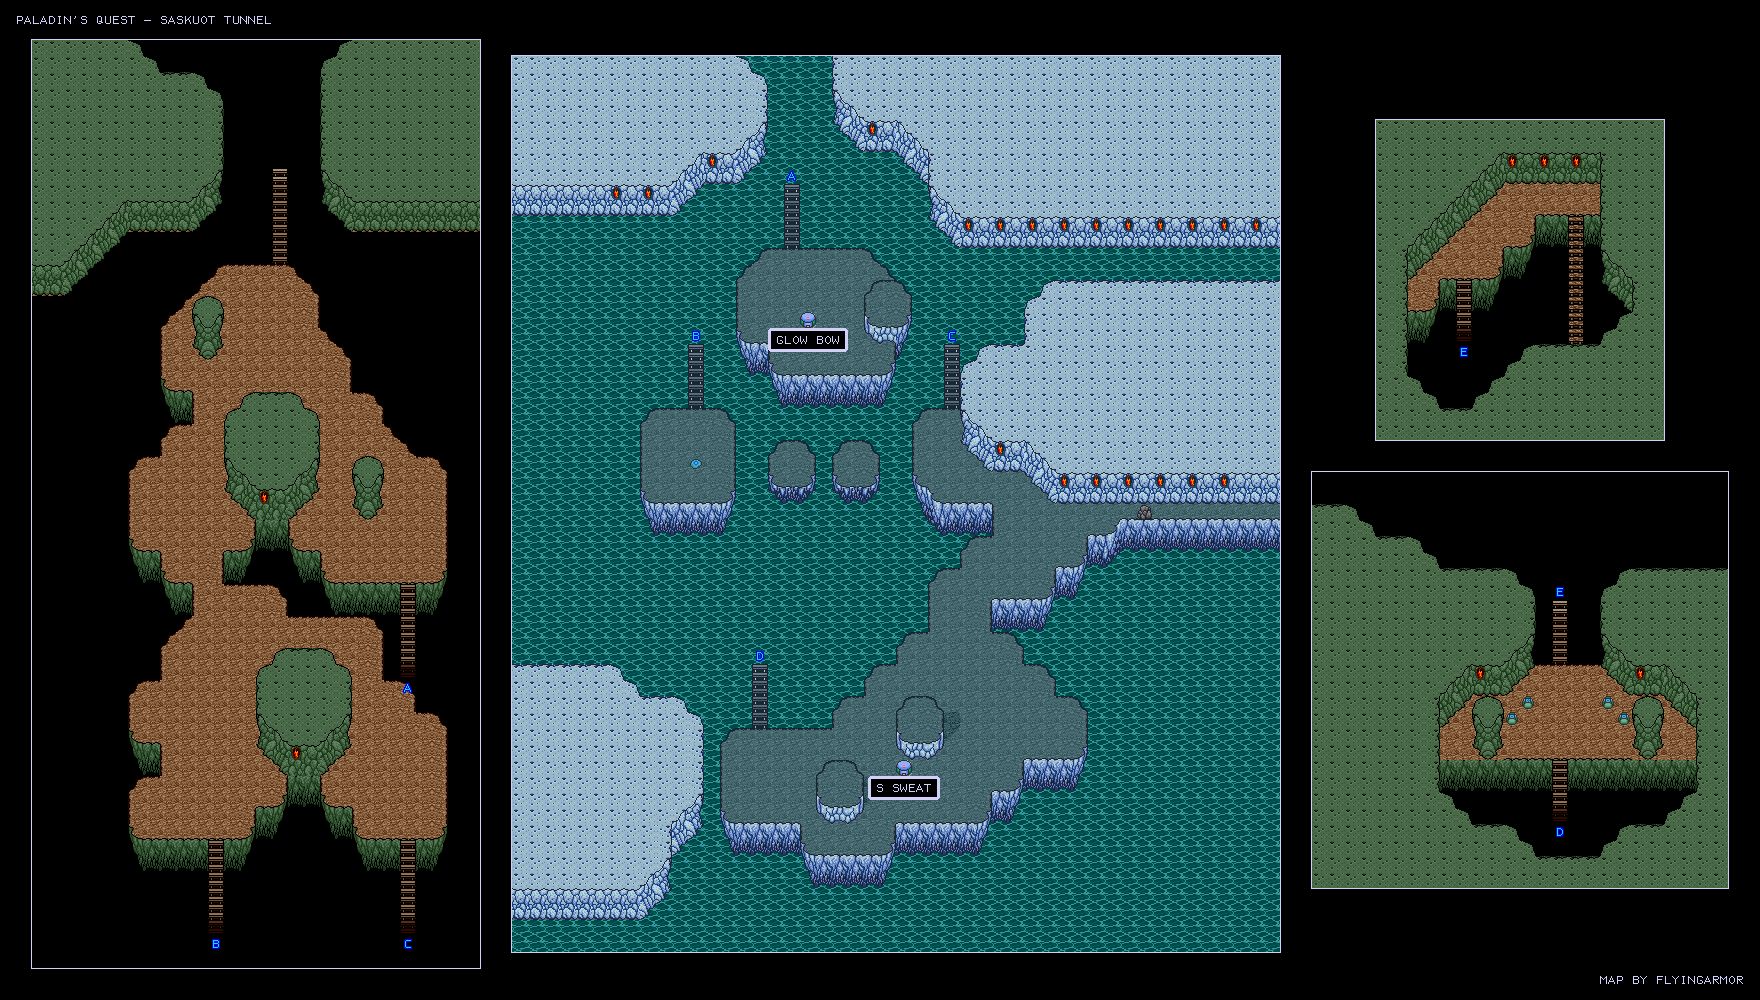 PALADIN'S QUEST – SASKUOT TUNNEL
A
B
C
GLOW BOW
E
E
D
A
D
S SWEAT
B
C
MAP BY FLYINGARMOR